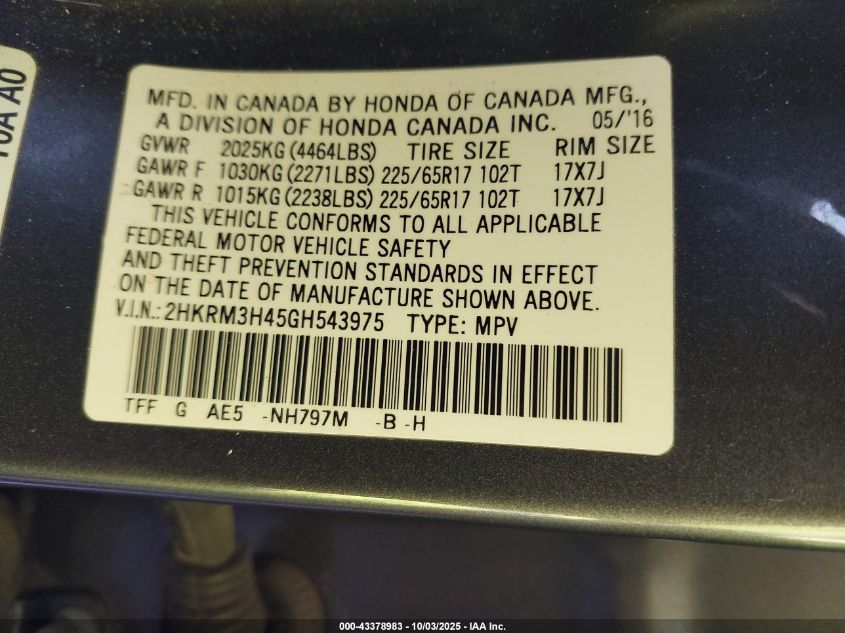 10A A0
MFD. IN CANADA BY HONDA OF CANADA MFG.,
A DIVISION OF HONDA CANADA INC. 05/'16
GVWR 2025KG (4464LBS) TIRE SIZE RIM SIZE
GAWR F 1030KG (2271LBS) 225/65R17 102T 17X7J
GAWR R 1015KG (2238LBS) 225/65R17 102T 17X7J
THIS VEHICLE CONFORMS TO ALL APPLICABLE
FEDERAL MOTOR VEHICLE SAFETY
AND THEFT PREVENTION STANDARDS IN EFFECT
ON THE DATE OF MANUFACTURE SHOWN ABOVE.
V.I.N.: 2HKRM3H45GH543975 TYPE: MPV
TFF G AE5 -NH797M -B -H
000-43378983 - 10/03/2025 - IAA Inc.